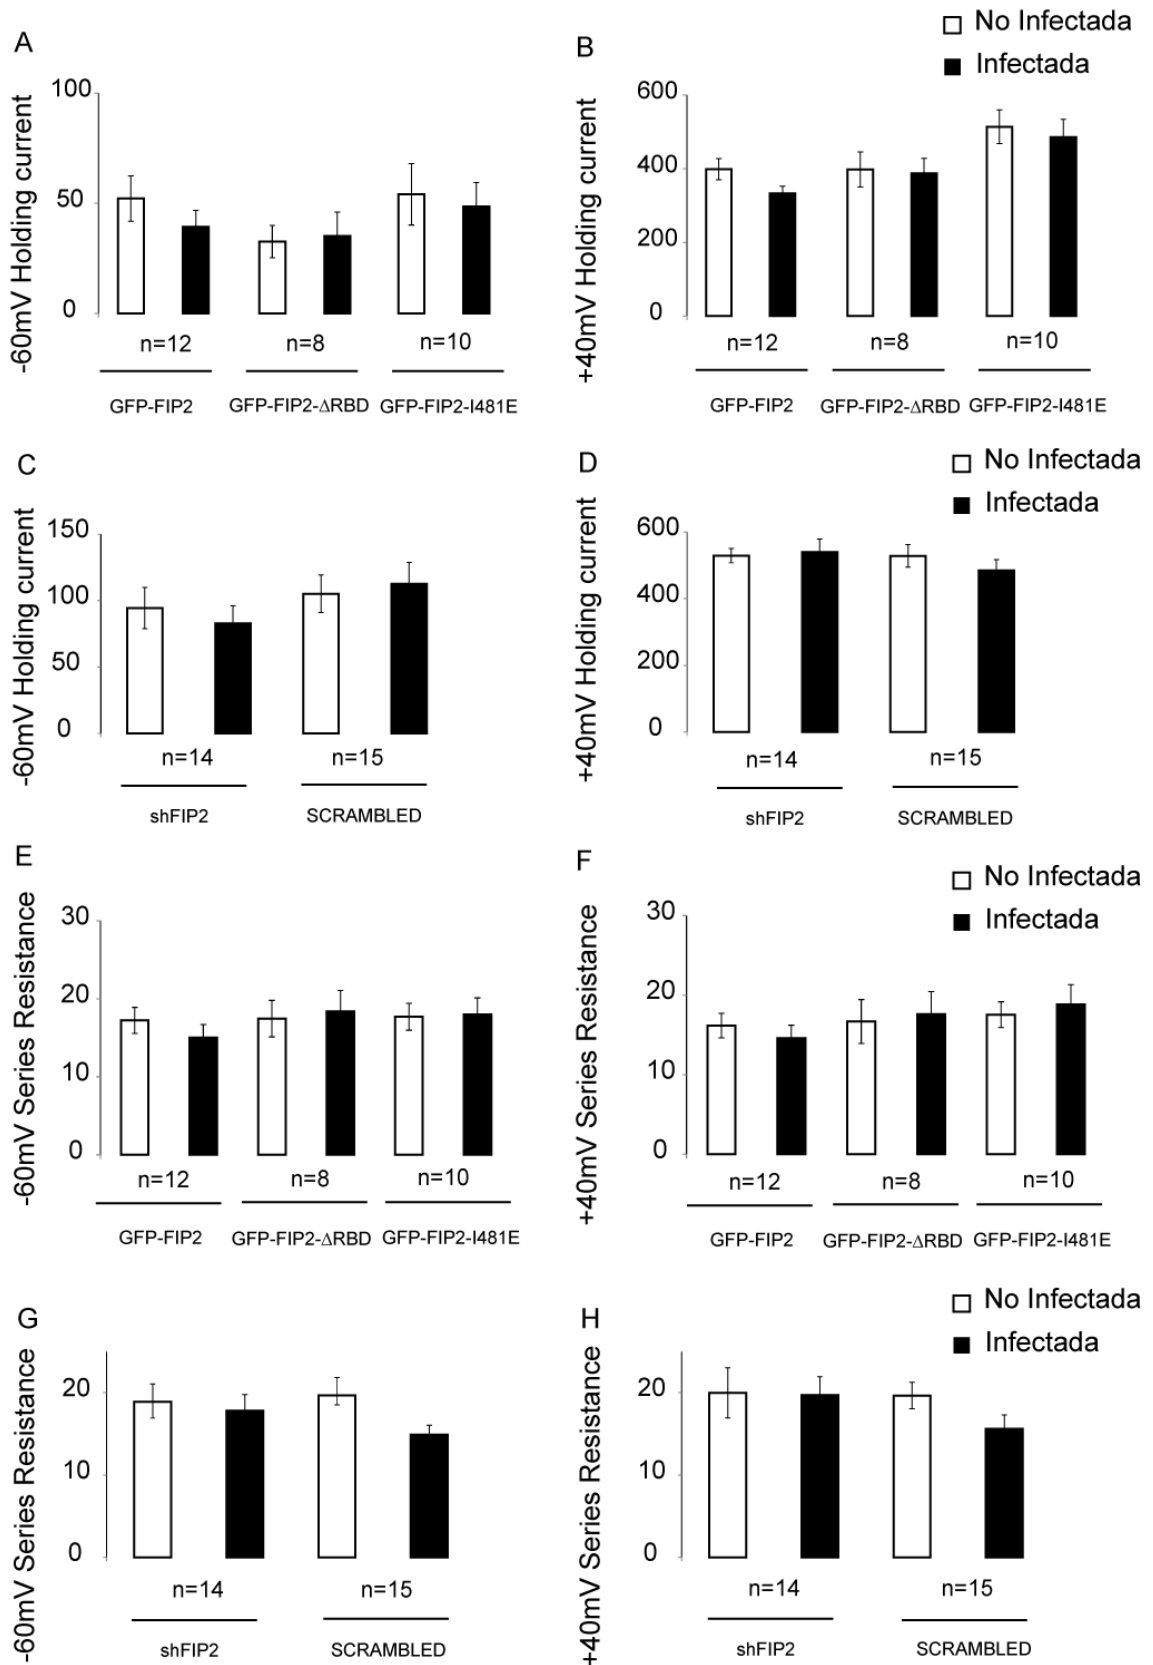 A
-60mV Holding current
100
50
0
n=12
n=8
n=10
GFP-FIP2
GFP-FIP2-ΔRBD
GFP-FIP2-I481E
B
No Infectada
Infectada
+40mV Holding current
600
400
200
0
n=12
n=8
n=10
GFP-FIP2
GFP-FIP2-ΔRBD
GFP-FIP2-I481E
C
-60mV Holding current
150
100
50
0
n=14
n=15
shFIP2
SCRAMBLED
D
No Infectada
Infectada
+40mV Holding current
600
400
200
0
n=14
n=15
shFIP2
SCRAMBLED
E
-60mV Series Resistance
30
20
10
0
n=12
n=8
n=10
GFP-FIP2
GFP-FIP2-ΔRBD
GFP-FIP2-I481E
F
No Infectada
Infectada
+40mV Series Resistance
30
20
10
0
n=12
n=8
n=10
GFP-FIP2
GFP-FIP2-ΔRBD
GFP-FIP2-I481E
G
-60mV Series Resistance
20
10
0
n=14
n=15
shFIP2
SCRAMBLED
H
No Infectada
Infectada
+40mV Series Resistance
20
10
0
n=14
n=15
shFIP2
SCRAMBLED